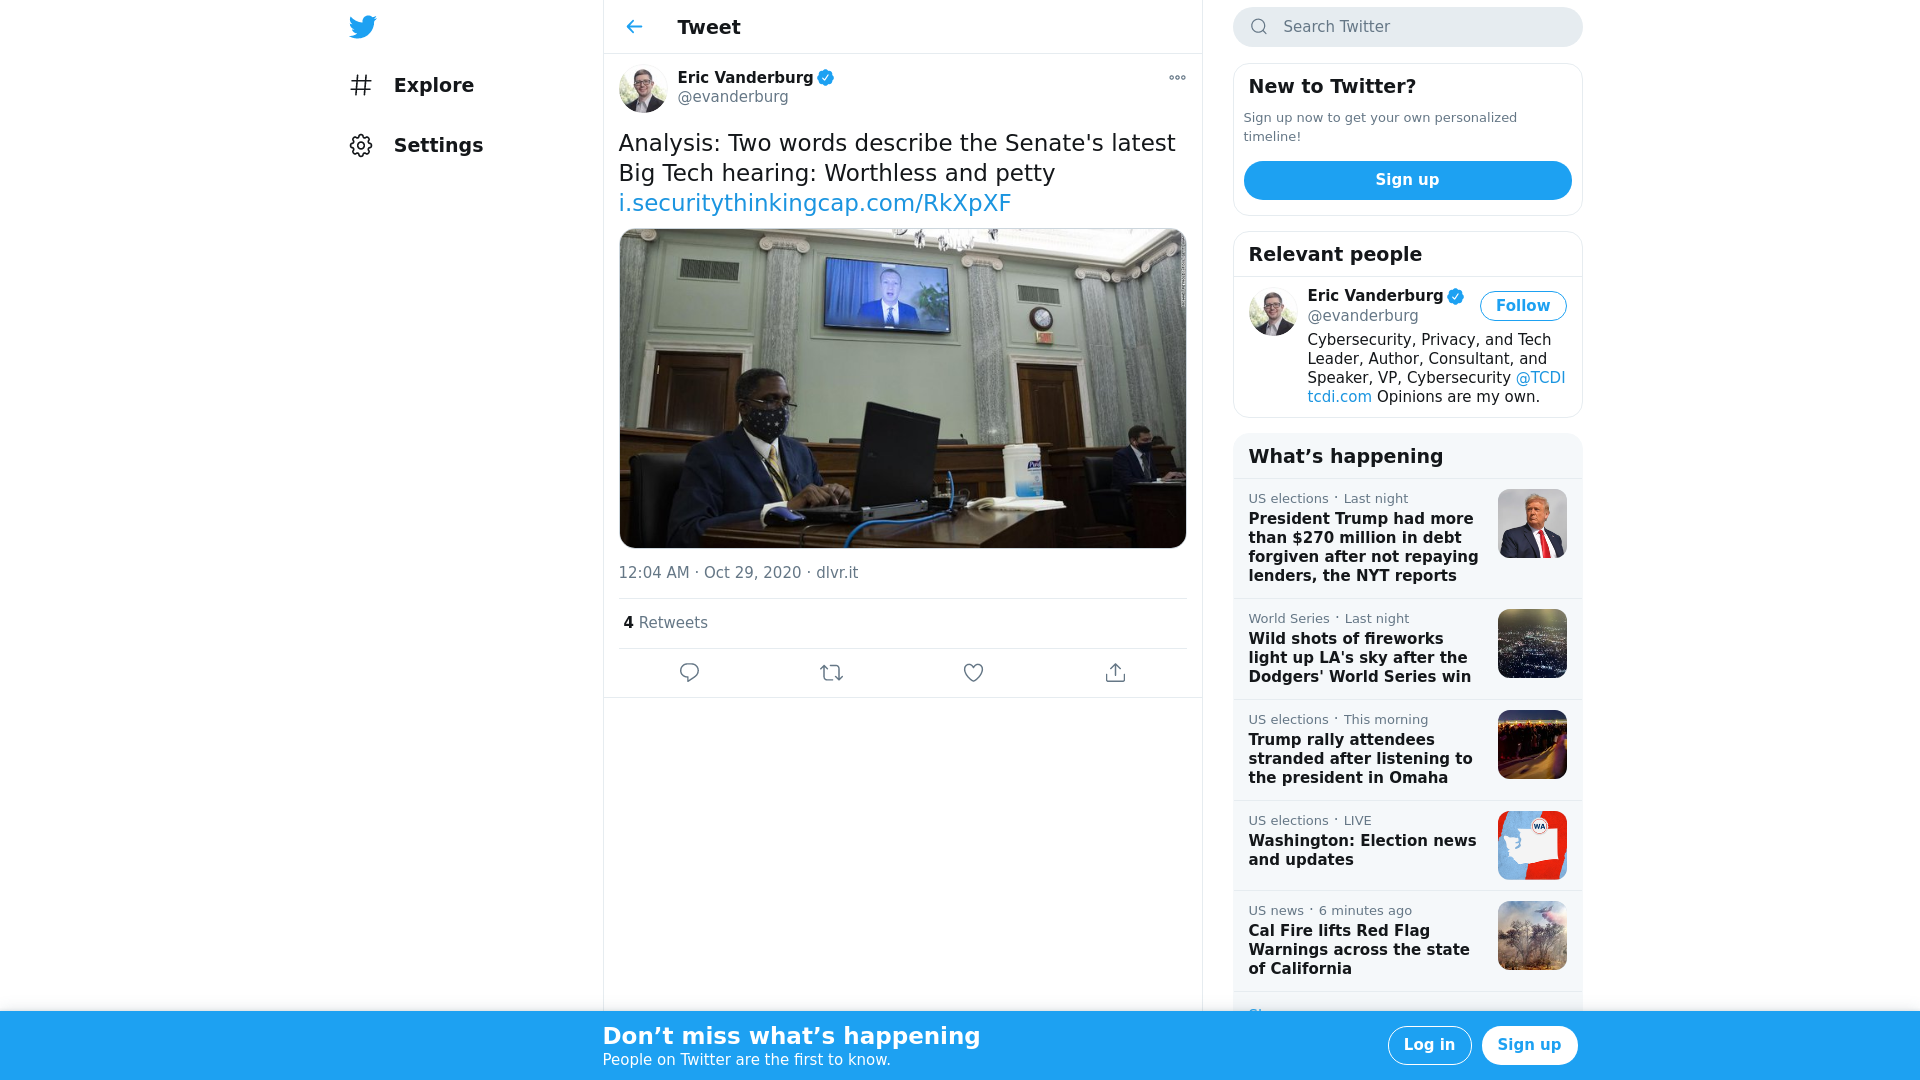 Explore
Settings
Tweet
Eric Vanderburg
@evanderburg
Analysis: Two words describe the Senate's latest
Big Tech hearing: Worthless and petty
i.securitythinkingcap.com/RkXpXF
12:04 AM · Oct 29, 2020 · dlvr.it
4 Retweets
Search Twitter
New to Twitter?
Sign up now to get your own personalized
timeline!
Sign up
Relevant people
Eric Vanderburg
@evanderburg
Follow
Cybersecurity, Privacy, and Tech
Leader, Author, Consultant, and
Speaker, VP, Cybersecurity @TCDI
tcdi.com Opinions are my own.
What’s happening
US elections · Last night
President Trump had more
than $270 million in debt
forgiven after not repaying
lenders, the NYT reports
World Series · Last night
Wild shots of fireworks
light up LA's sky after the
Dodgers' World Series win
US elections · This morning
Trump rally attendees
stranded after listening to
the president in Omaha
US elections · LIVE
Washington: Election news
and updates
WA
US news · 6 minutes ago
Cal Fire lifts Red Flag
Warnings across the state
of California
Don’t miss what’s happening
People on Twitter are the first to know.
Log in
Sign up